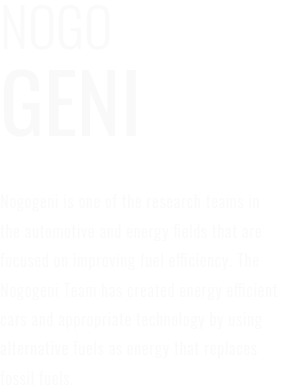 NOGO
GENI
Nogogeni is one of the research teams in
the automotive and energy fields that are
focused on improving fuel efficiency. The
Nogogeni Team has created energy efficient
cars and appropriate technology by using
alternative fuels as energy that replaces
fossil fuels.